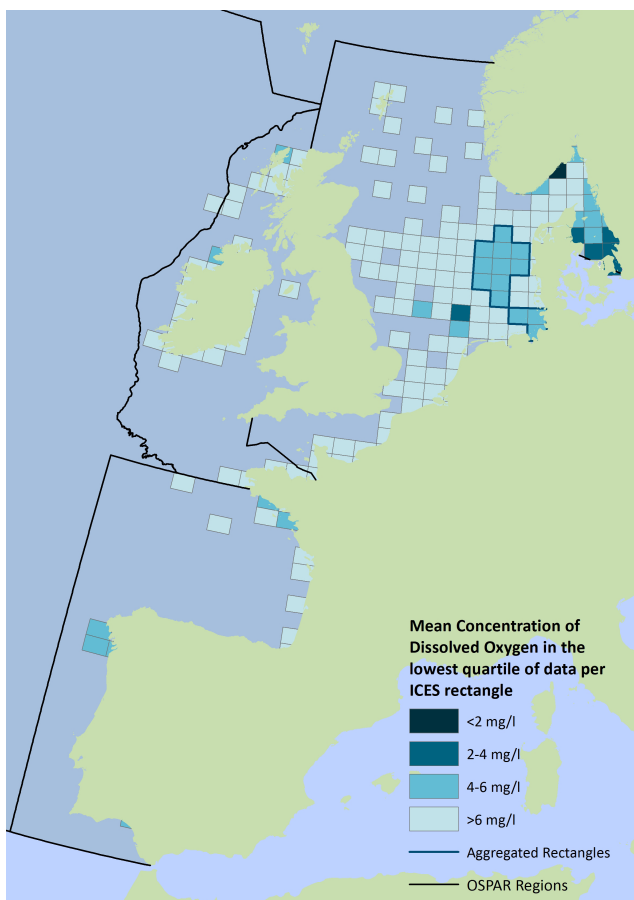 Mean Concentration of
Dissolved Oxygen in the
lowest quartile of data per
ICES rectangle
<2 mg/l
2-4 mg/l
4-6 mg/l
>6 mg/l
Aggregated Rectangles
OSPAR Regions